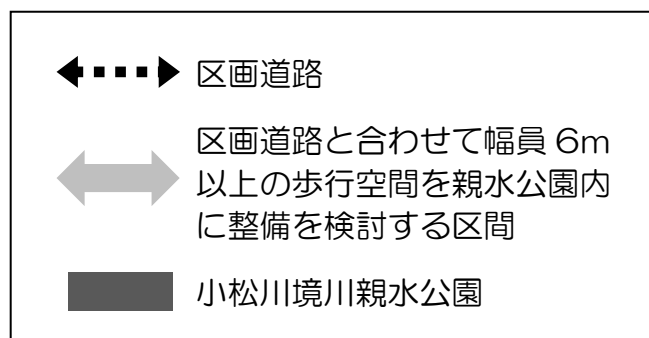 区画道路
区画道路と合わせて幅員 6m
以上の歩行空間を親水公園内
に整備を検討する区間
小松川境川親水公園